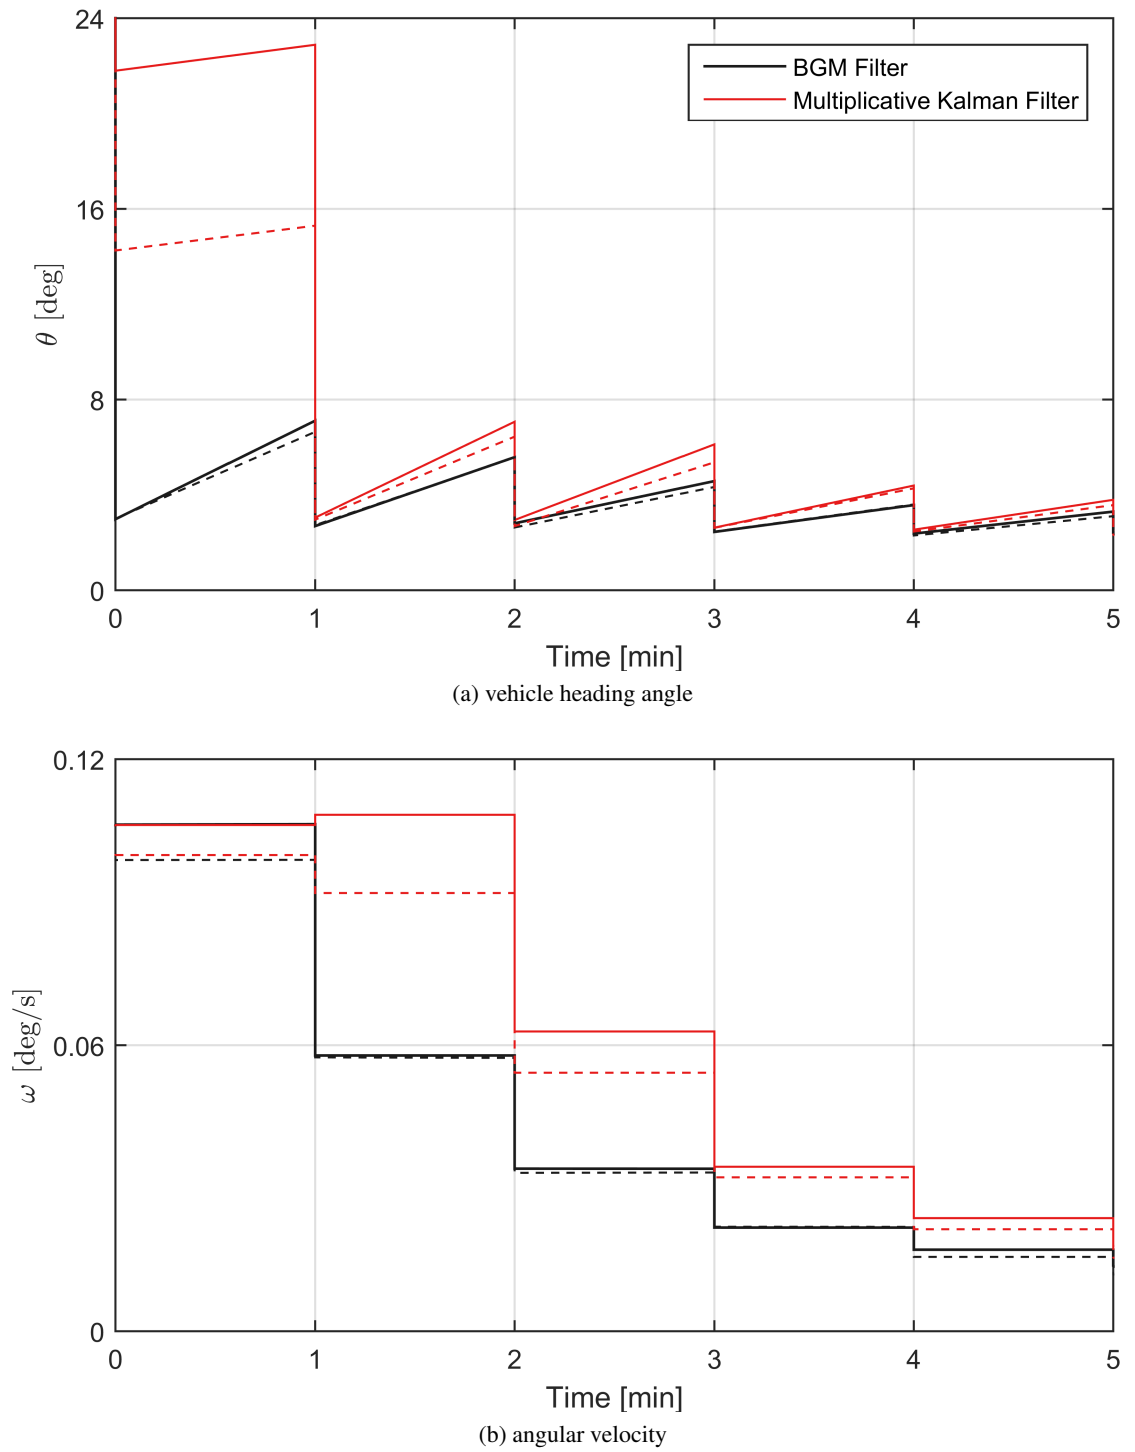 24
16
8
0
θ [deg]
BGM Filter
Multiplicative Kalman Filter
0 1 2 3 4 5
Time [min]
(a) vehicle heading angle
0.12
0.06
0
ω [deg/s]
0 1 2 3 4 5
Time [min]
(b) angular velocity